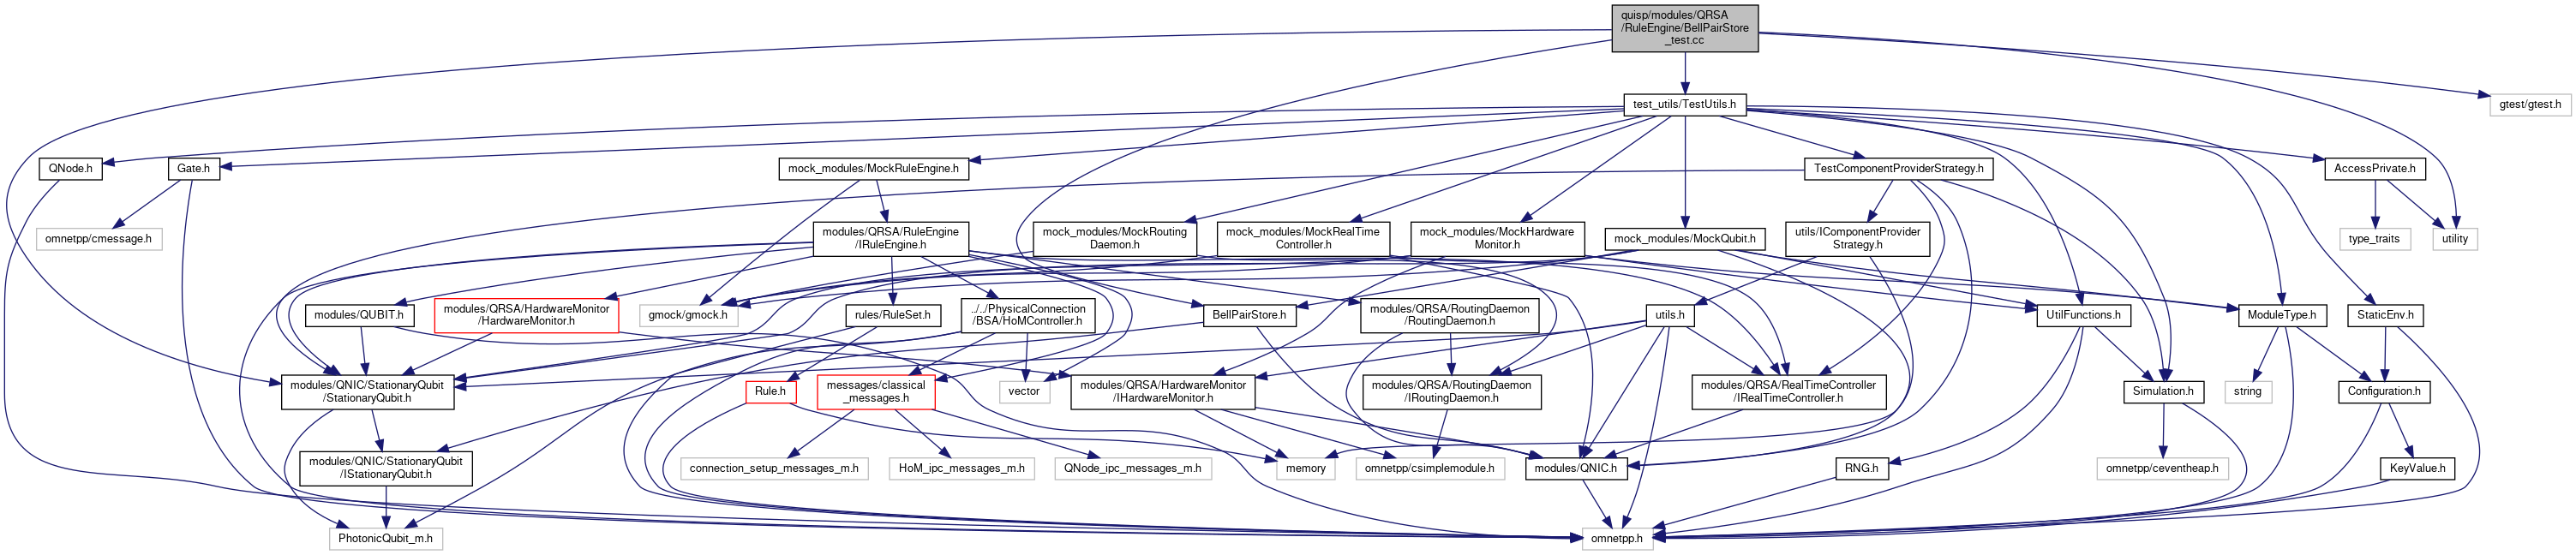 quisp/modules/QRSA
/RuleEngine/BellPairStore
_test.cc
test_utils/TestUtils.h
gtest/gtest.h
QNode.h
Gate.h
mock_modules/MockRuleEngine.h
TestComponentProviderStrategy.h
AccessPrivate.h
omnetpp/cmessage.h
modules/QRSA/RuleEngine
/IRuleEngine.h
mock_modules/MockRouting
Daemon.h
mock_modules/MockRealTime
Controller.h
mock_modules/MockHardware
Monitor.h
mock_modules/MockQubit.h
utils/IComponentProvider
Strategy.h
type_traits
utility
modules/QUBIT.h
modules/QRSA/HardwareMonitor
/HardwareMonitor.h
gmock/gmock.h
rules/RuleSet.h
../../PhysicalConnection
/BSA/HoMController.h
BellPairStore.h
modules/QRSA/RoutingDaemon
/RoutingDaemon.h
utils.h
UtilFunctions.h
ModuleType.h
StaticEnv.h
modules/QNIC/StationaryQubit
/StationaryQubit.h
Rule.h
messages/classical
_messages.h
vector
modules/QRSA/HardwareMonitor
/IHardwareMonitor.h
modules/QRSA/RoutingDaemon
/IRoutingDaemon.h
modules/QRSA/RealTimeController
/IRealTimeController.h
Simulation.h
string
Configuration.h
modules/QNIC/StationaryQubit
/IStationaryQubit.h
connection_setup_messages_m.h
HoM_ipc_messages_m.h
QNode_ipc_messages_m.h
memory
omnetpp/csimplemodule.h
modules/QNIC.h
RNG.h
omnetpp/ceventheap.h
KeyValue.h
PhotonicQubit_m.h
omnetpp.h